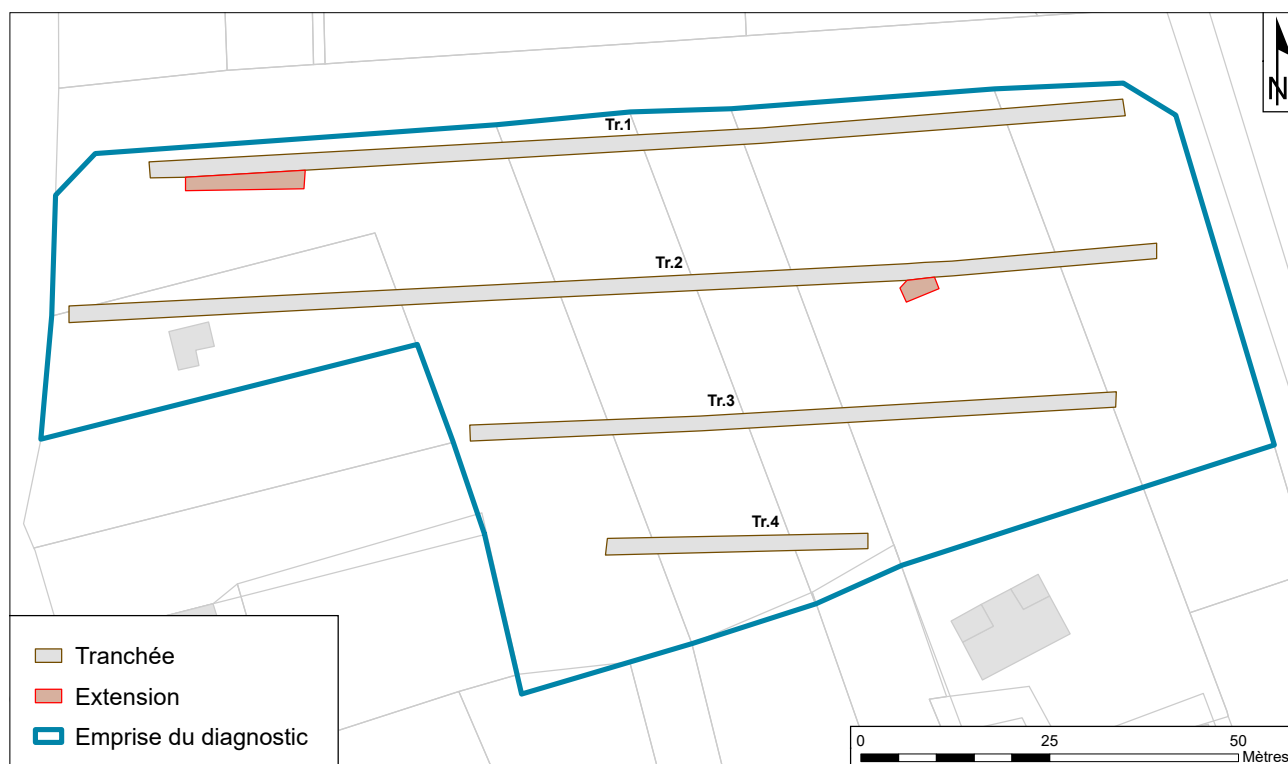 N
Tr.1
Tr.2
Tr.3
Tr.4
Tranchée
Extension
Emprise du diagnostic
0 25 50
Mètres